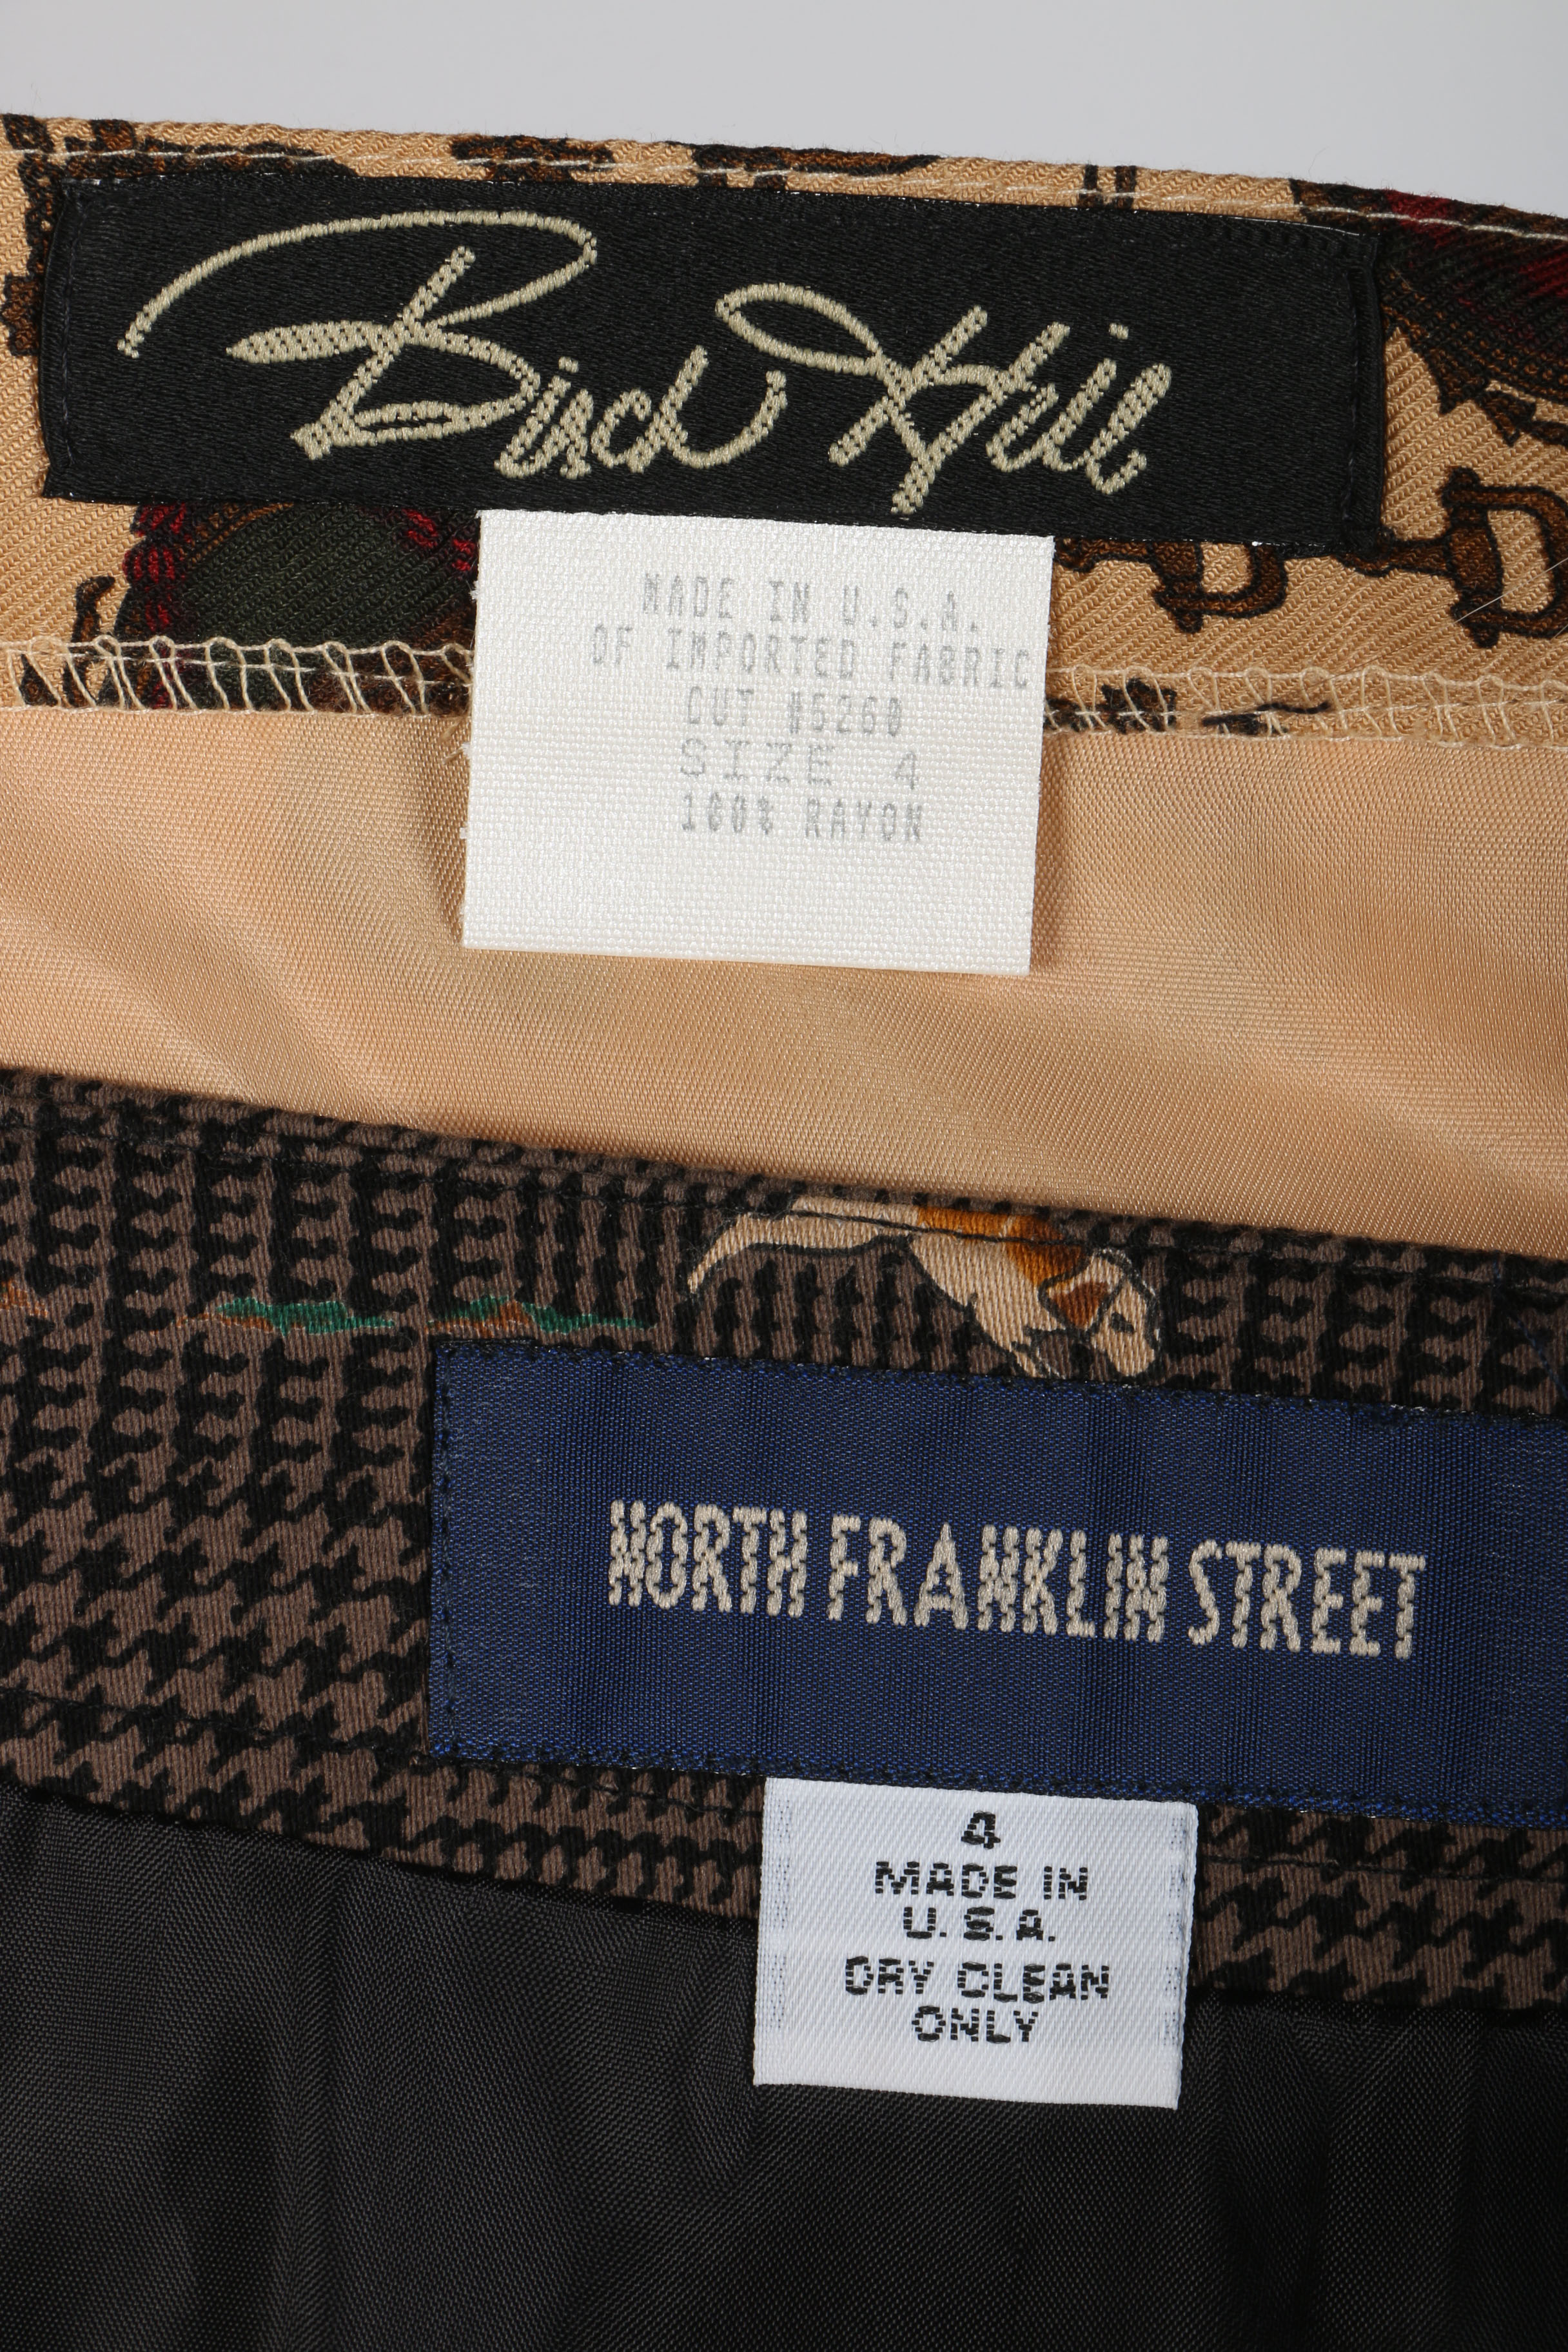 Birch Hill
MADE IN U.S.A.
OF IMPORTED FABRIC
CUT #5260
SIZE 4
100% RAYON
NORTH FRANKLIN STREET
4
MADE IN
U.S.A.
DRY CLEAN
ONLY